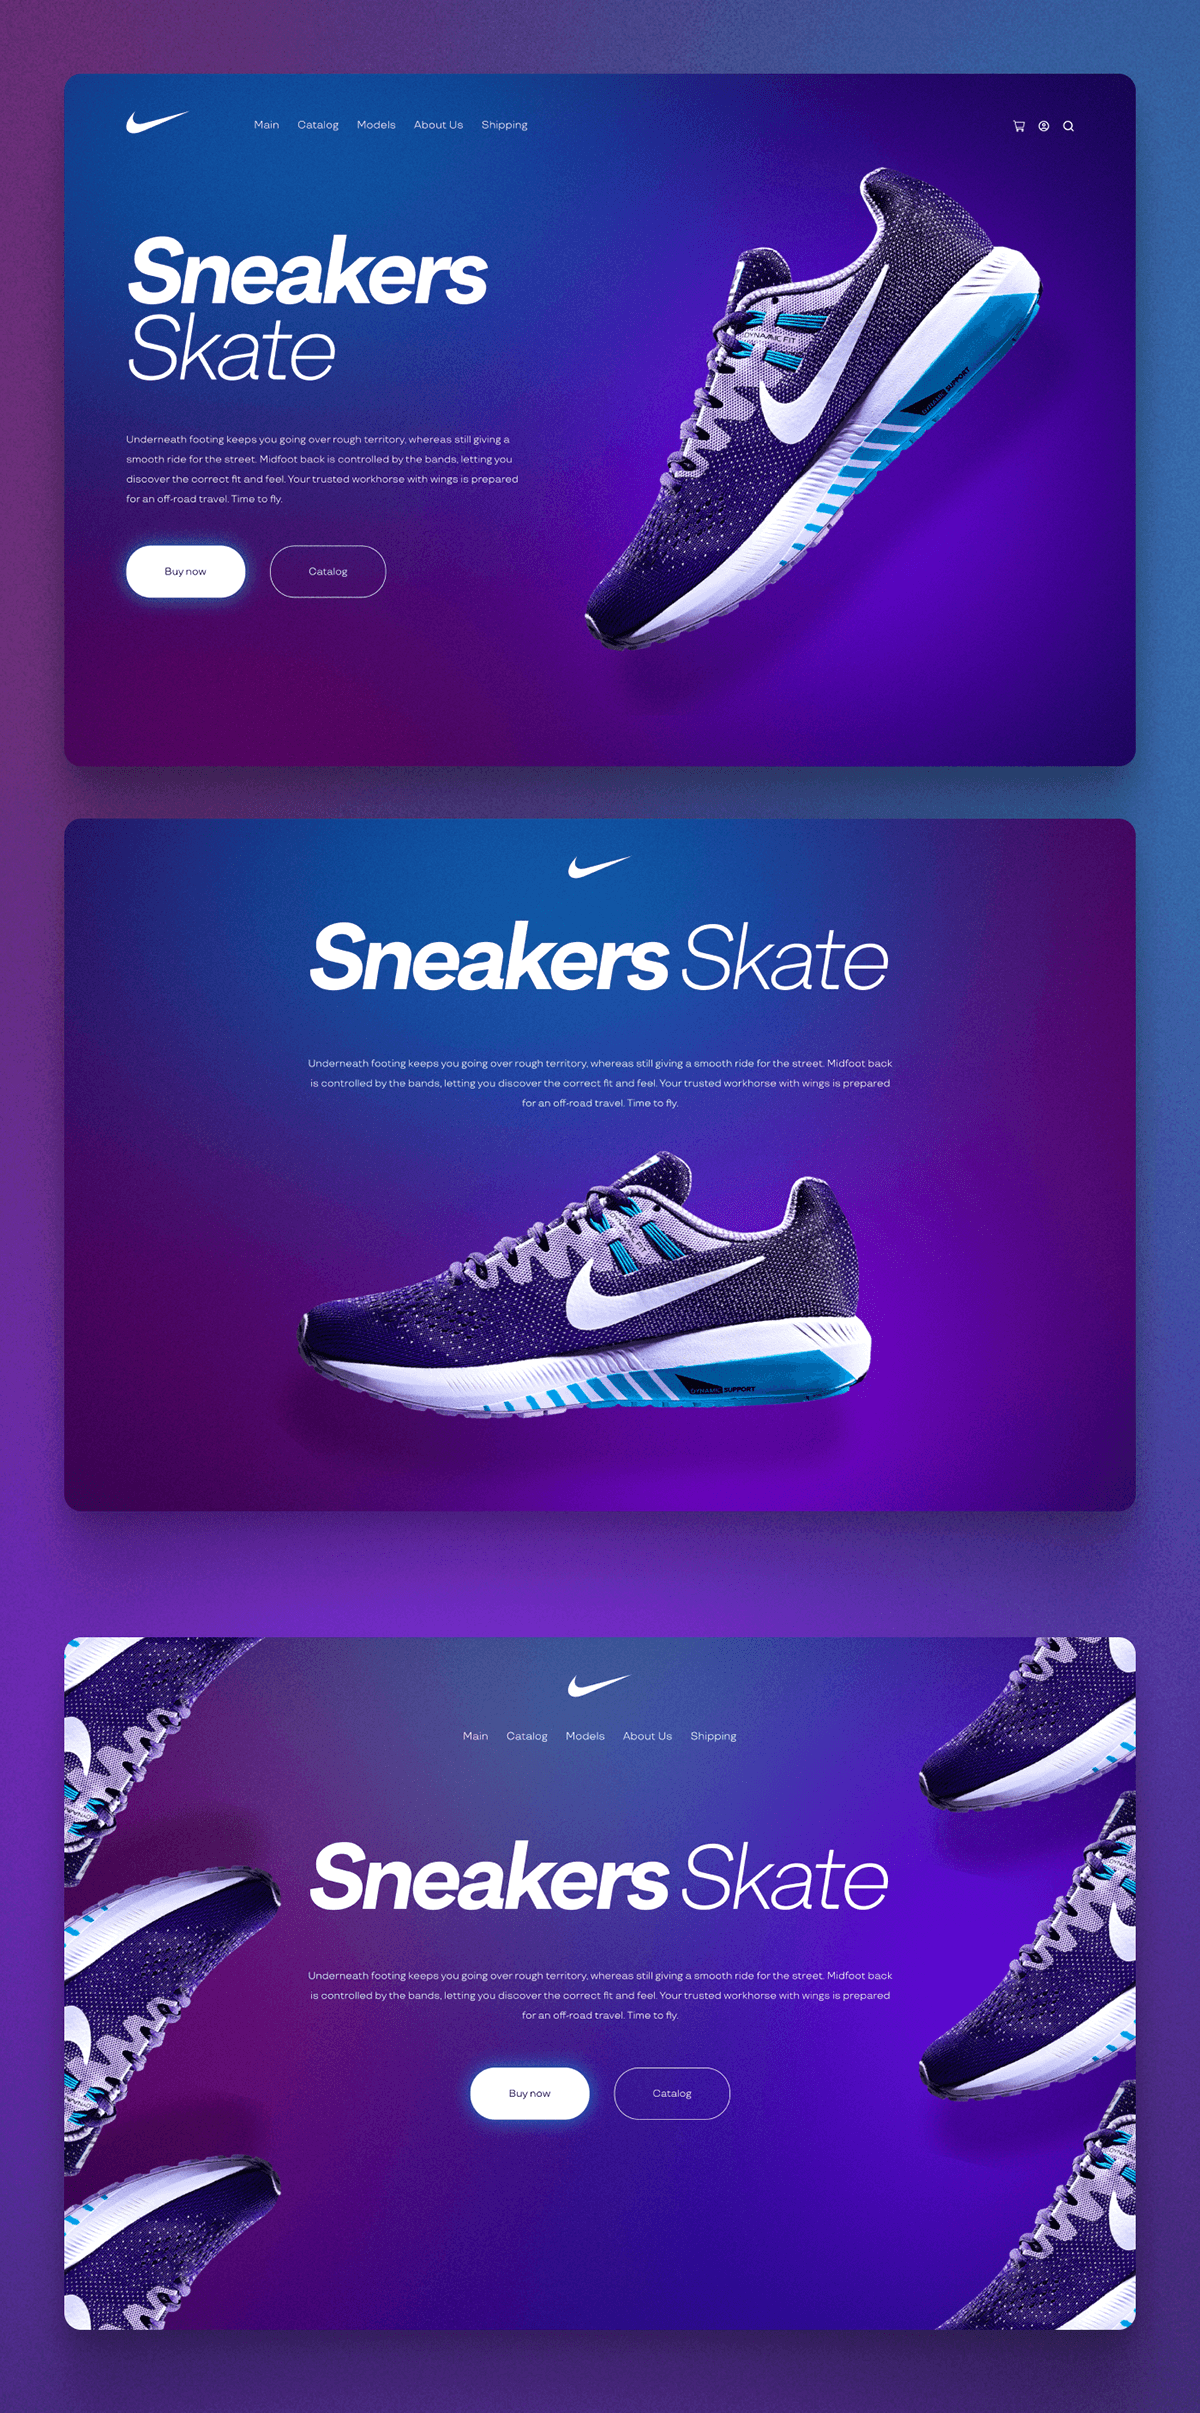 Main Catalog Models About Us Shipping
Sneakers
Skate
Underneath footing keeps you going over rough territory, whereas still giving a
smooth ride for the street. Midfoot back is controlled by the bands, letting you
discover the correct fit and feel. Your trusted workhorse with wings is prepared
for an off-road travel. Time to fly.
Buy now Catalog
DYNAMIC FIT
DYNAMIC SUPPORT
Sneakers Skate
Underneath footing keeps you going over rough territory, whereas still giving a smooth ride for the street. Midfoot back
is controlled by the bands, letting you discover the correct fit and feel. Your trusted workhorse with wings is prepared
for an off-road travel. Time to fly.
DYNAMIC FIT
DYNAMIC SUPPORT
Main Catalog Models About Us Shipping
Sneakers Skate
Underneath footing keeps you going over rough territory, whereas still giving a smooth ride for the street. Midfoot back
is controlled by the bands, letting you discover the correct fit and feel. Your trusted workhorse with wings is prepared
for an off-road travel. Time to fly.
Buy now Catalog